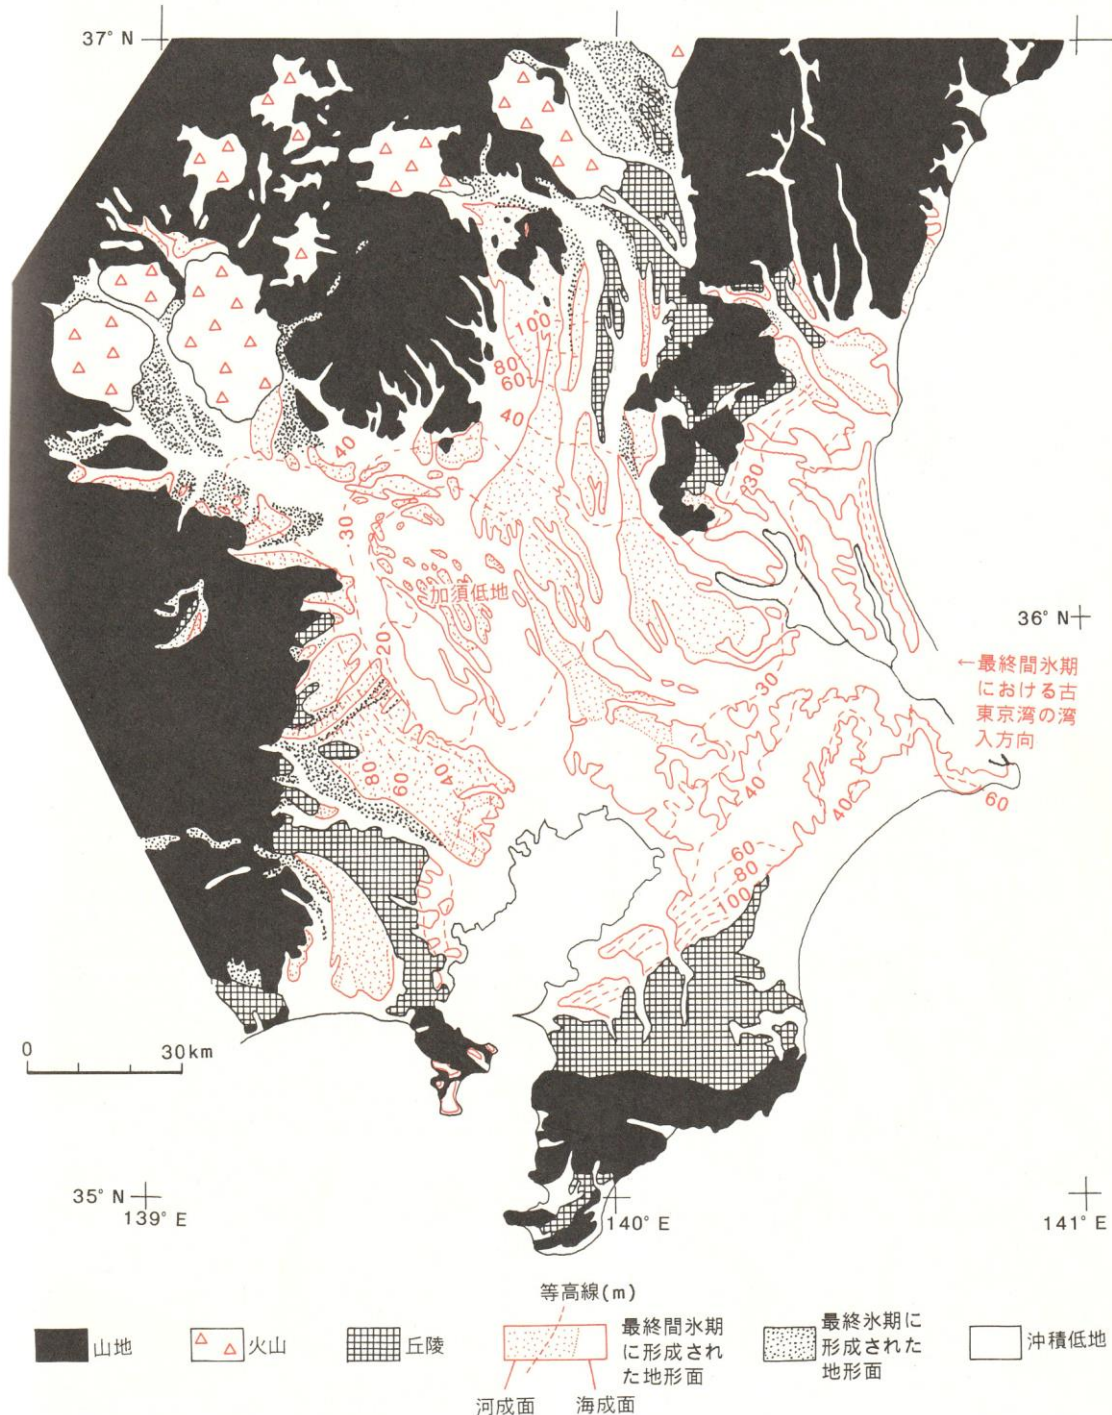 37° N
100
80
60
40
40
30
30
加須低地
20
36° N
←最終間氷期
における古
東京湾の湾
入方向
30
80
60
40
40
40
60
60
80
100
0 30km
35° N
139° E
140° E
141° E
等高線(m)
山地
火山
丘陵
最終間氷期
に形成され
た地形面
最終氷期に
形成された
地形面
沖積低地
河成面 海成面